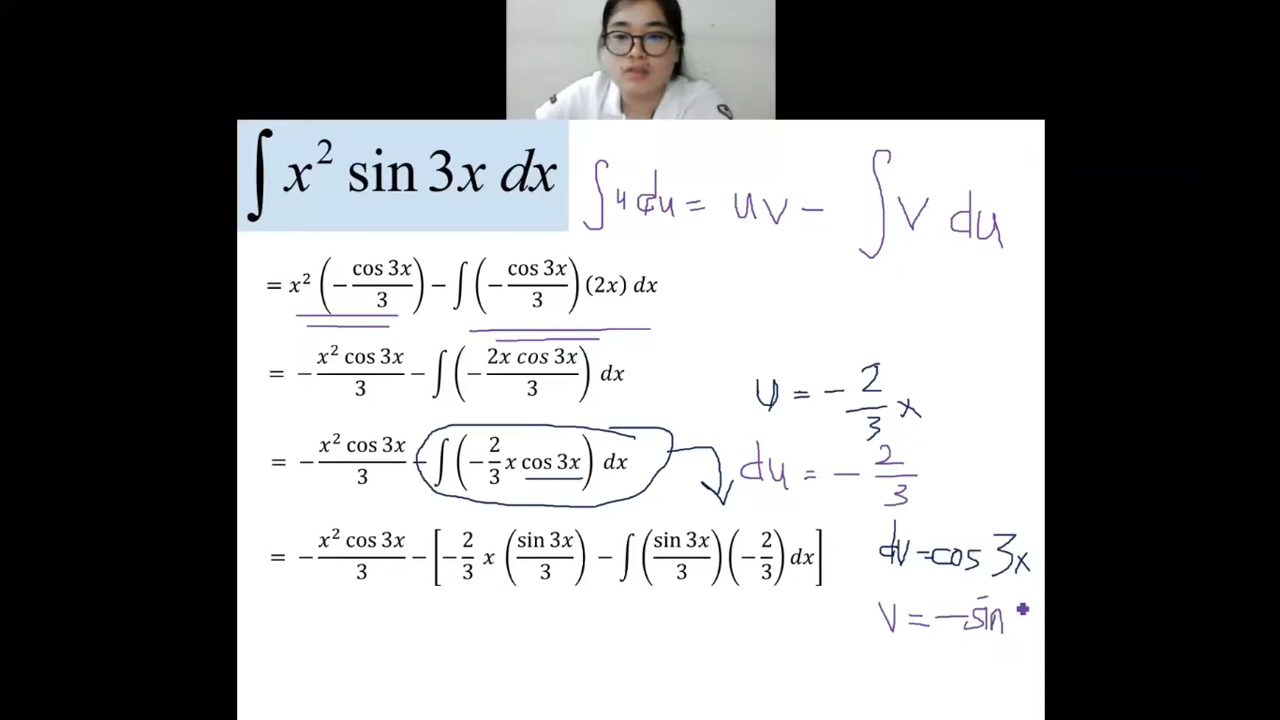 ∫ x² sin 3x dx
∫ u du = uv − ∫ v du
= x² (− cos 3x / 3) − ∫ (− cos 3x / 3) (2x) dx
= − x² cos 3x / 3 − ∫ (− 2x cos 3x / 3) dx
u = − 2/3 x
= − x² cos 3x / 3 − ∫ (− 2/3 x cos 3x) dx
du = − 2/3
= − x² cos 3x / 3 − [− 2/3 x (sin 3x / 3) − ∫ (sin 3x / 3) (− 2/3) dx]
dv = cos 3x
v = − sin